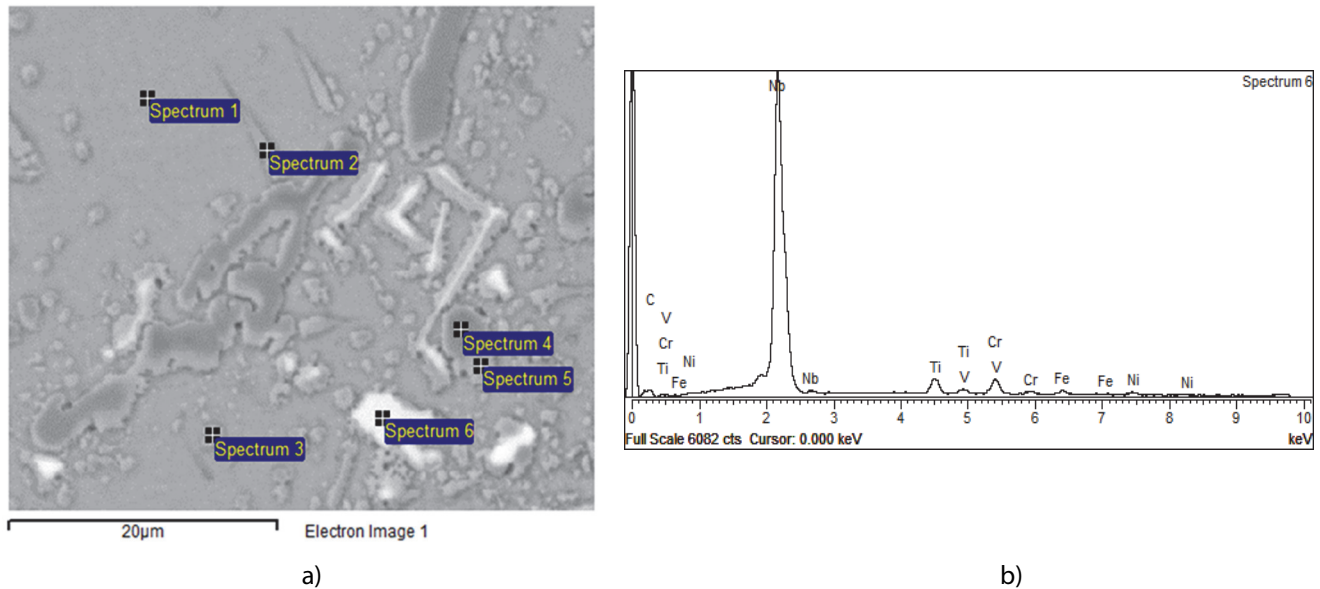 Spectrum 1
Spectrum 2
Spectrum 4
Spectrum 5
Spectrum 6
Spectrum 3
20µm Electron Image 1
a)
Spectrum 6
Nb
C
V
Cr
Ti
Fe
Ni
Nb
Ti
Ti
V
Cr
V
Cr
Fe
Fe
Ni
Ni
0 1 2 3 4 5 6 7 8 9 10
Full Scale 6082 cts Cursor: 0.000 keV keV
b)